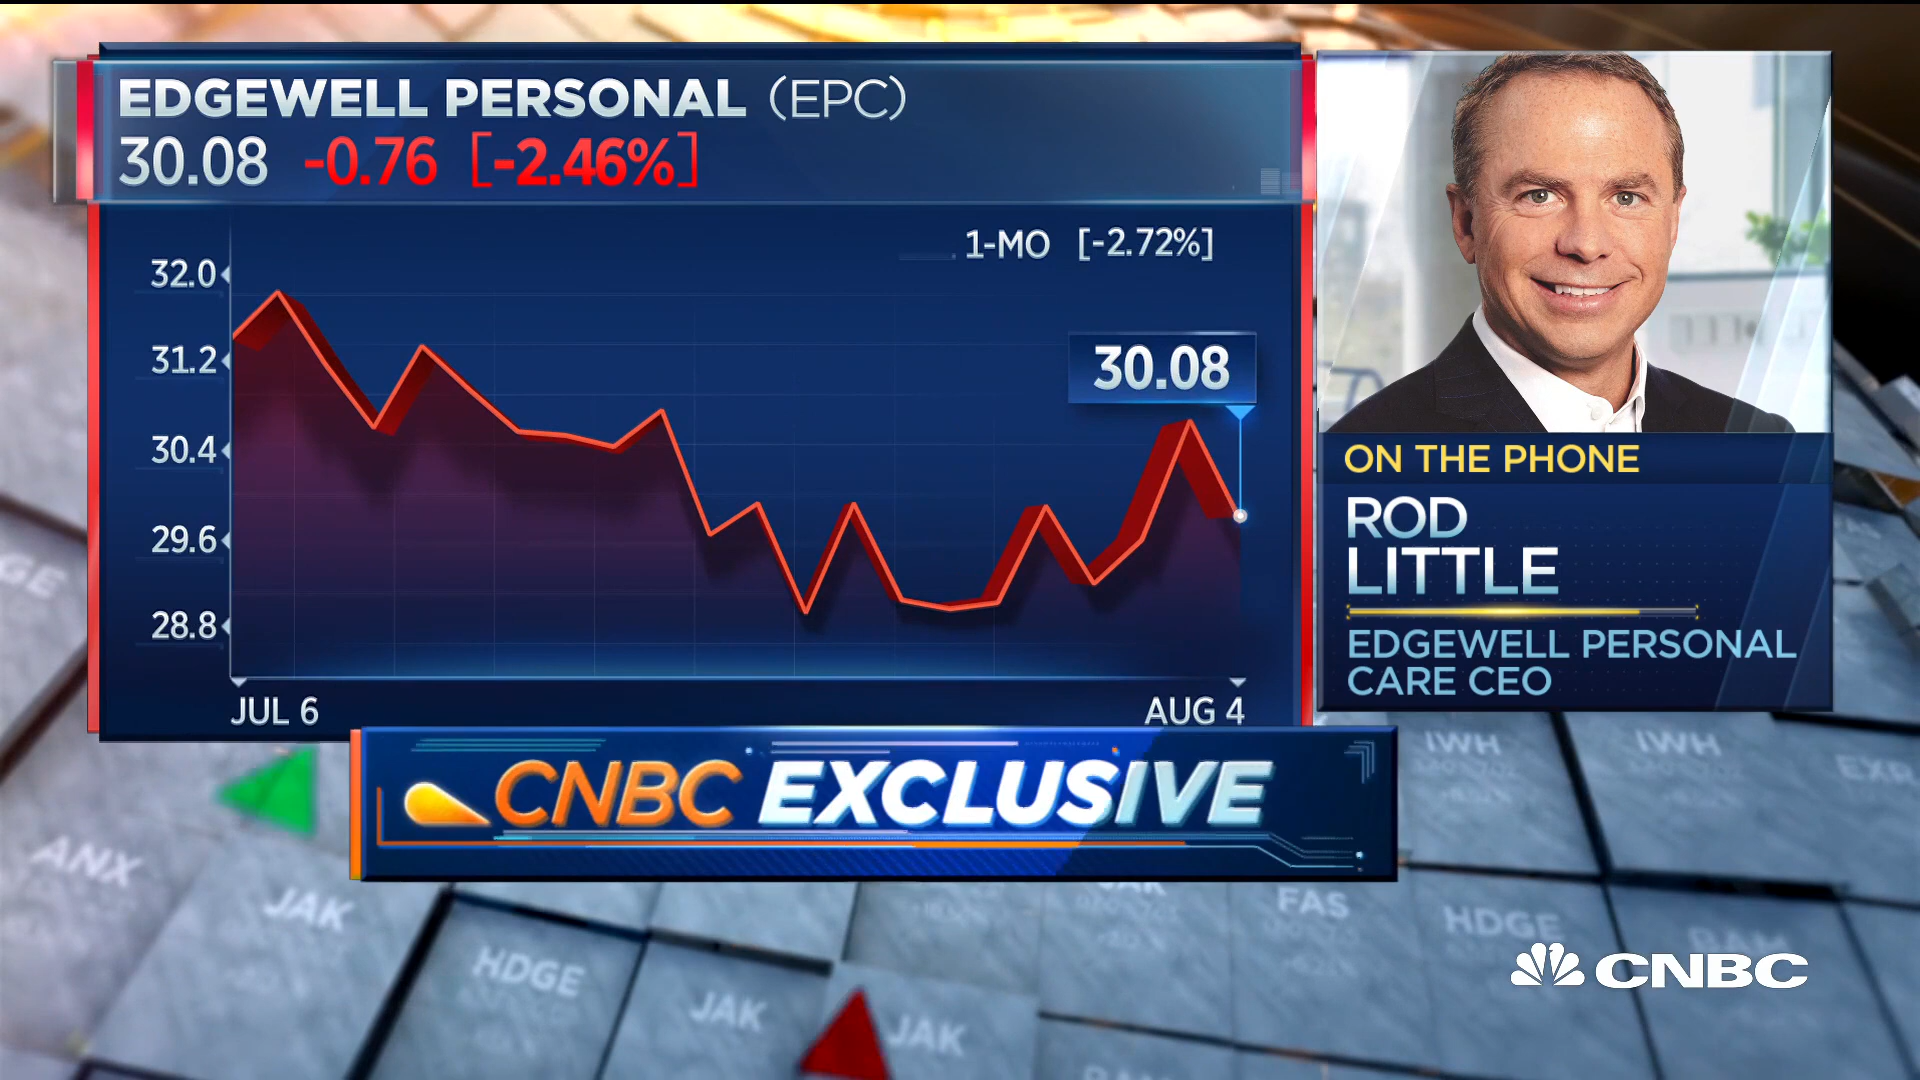 EDGEWELL PERSONAL (EPC)
30.08 -0.76 [-2.46%]
1-MO [-2.72%]
32.0
31.2
30.4
29.6
28.8
30.08
JUL 6
AUG 4
ON THE PHONE
ROD
LITTLE
EDGEWELL PERSONAL
CARE CEO
CNBC EXCLUSIVE
IWH
IWH
EXR
ANX
JAK
HDGE
JAK
JAK
FAS
HDGE
CNBC